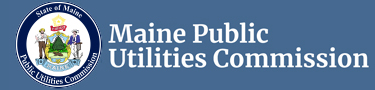 State of Maine
Public Utilities Commission
Maine Public
Utilities Commission